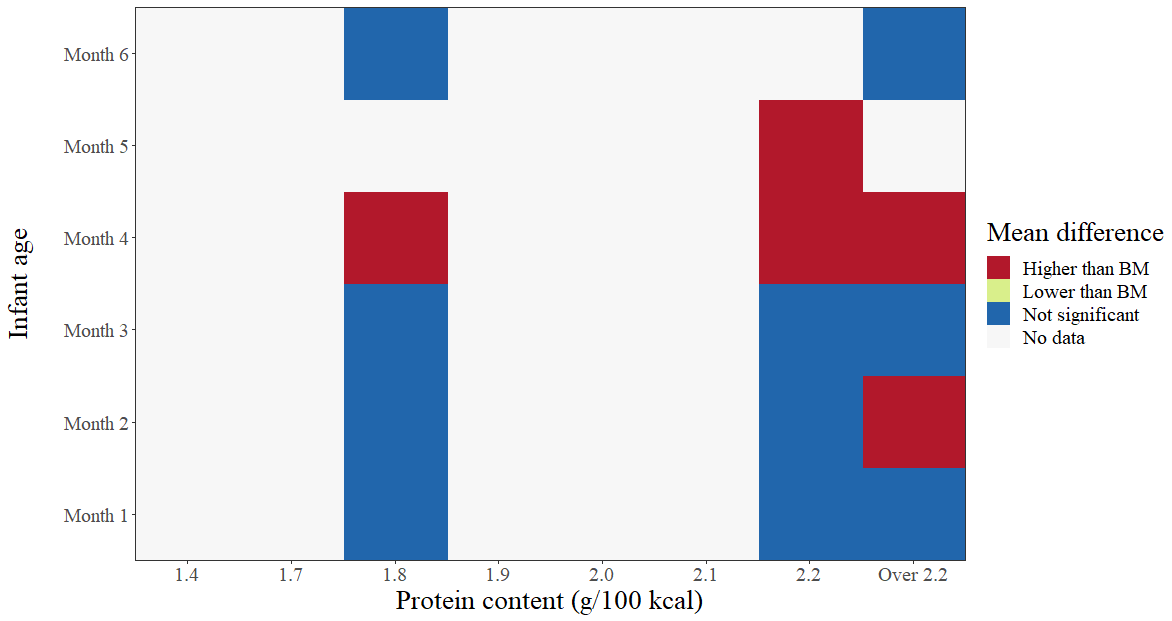 Month 6
Month 5
Month 4
Month 3
Month 2
Month 1
Infant age
1.4 1.7 1.8 1.9 2.0 2.1 2.2 Over 2.2
Protein content (g/100 kcal)
Mean difference
Higher than BM
Lower than BM
Not significant
No data